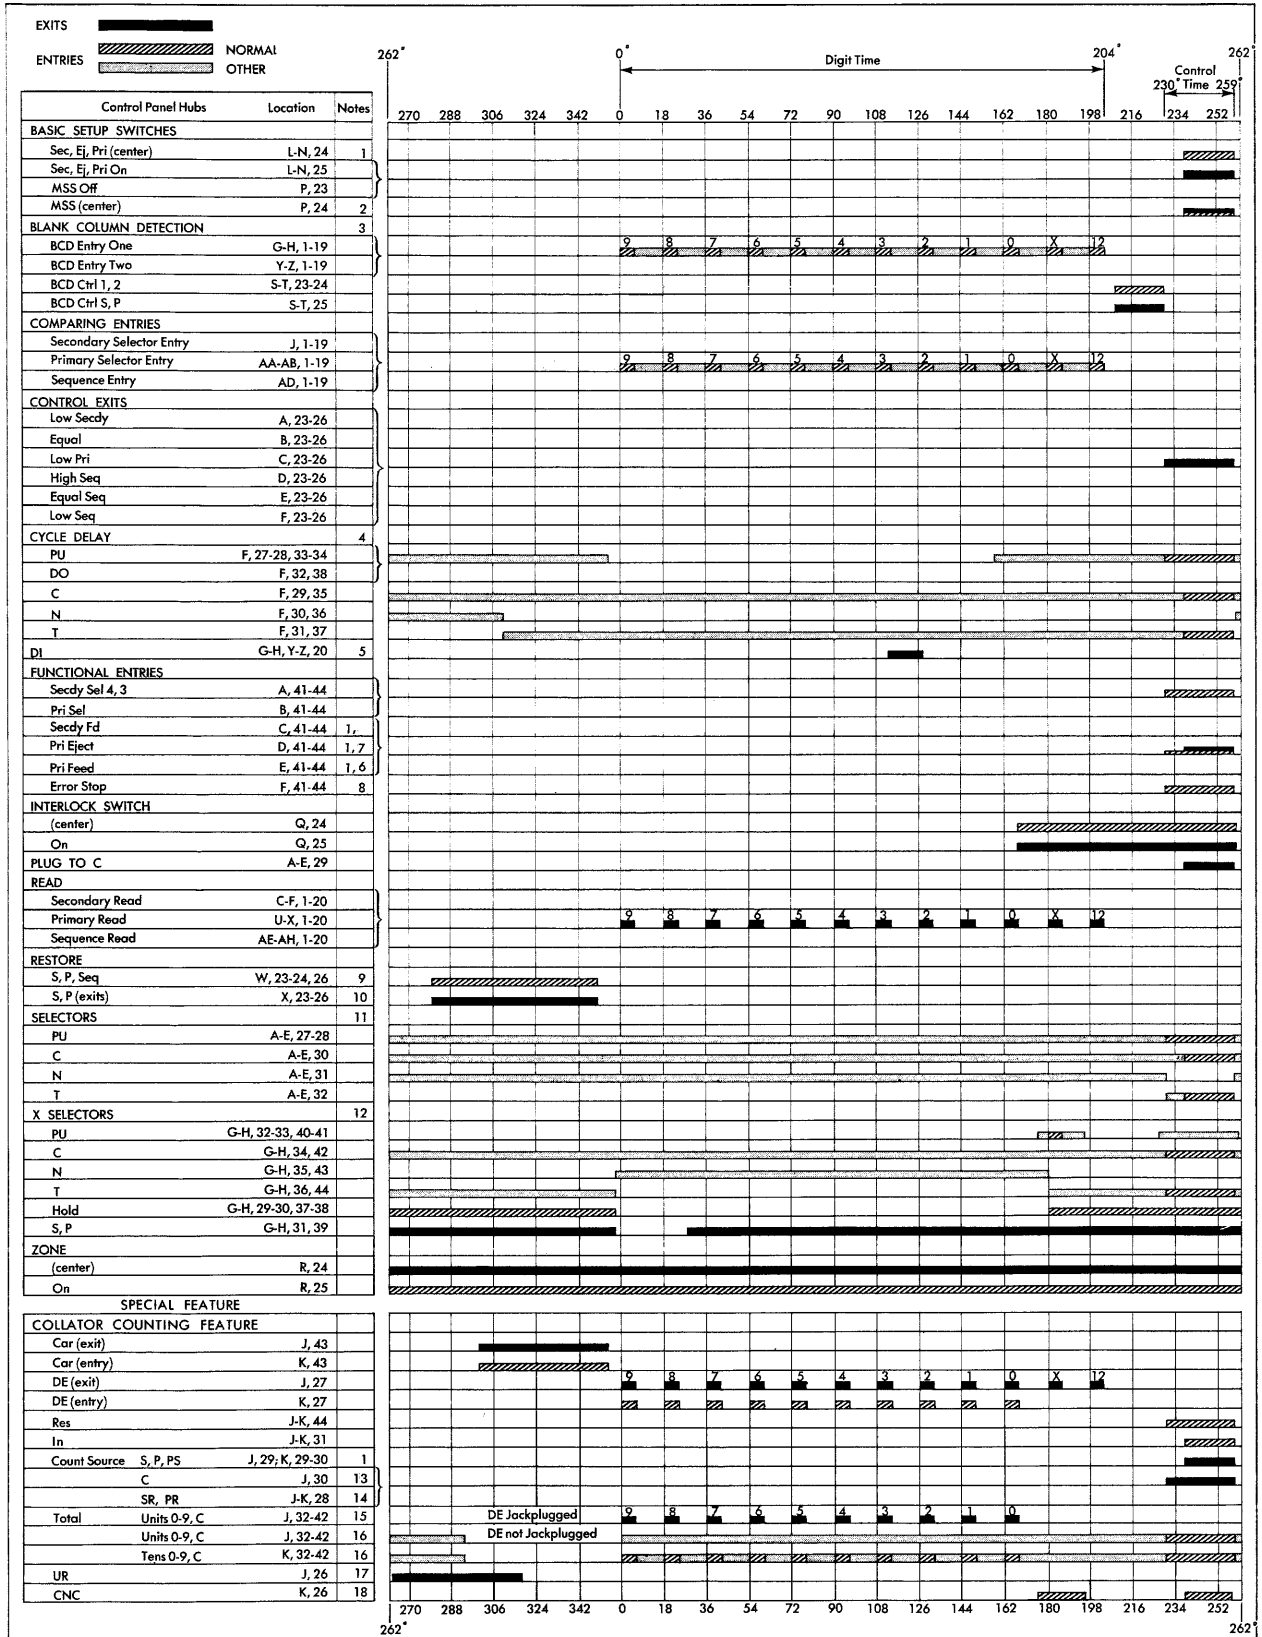 EXITS
ENTRIES NORMAL
OTHER
262° 0° Digit Time 204° 262°
Control
230° Time 259°
Control Panel Hubs Location Notes 270 288 306 324 342 0 18 36 54 72 90 108 126 144 162 180 198 216 234 252
BASIC SETUP SWITCHES
Sec, Ej, Pri (center) L-N, 24 1
Sec, Ej, Pri On L-N, 25
MSS Off P, 23
MSS (center) P, 24 2
BLANK COLUMN DETECTION 3
BCD Entry One G-H, 1-19 9 8 7 6 5 4 3 2 1 0 X 12
BCD Entry Two Y-Z, 1-19
BCD Ctrl 1, 2 S-T, 23-24
BCD Ctrl S, P S-T, 25
COMPARING ENTRIES
Secondary Selector Entry J, 1-19
Primary Selector Entry AA-AB, 1-19 9 8 7 6 5 4 3 2 1 0 X 12
Sequence Entry AD, 1-19
CONTROL EXITS
Low Secdy A, 23-26
Equal B, 23-26
Low Pri C, 23-26
High Seq D, 23-26
Equal Seq E, 23-26
Low Seq F, 23-26
CYCLE DELAY 4
PU F, 27-28, 33-34
DO F, 32, 38
C F, 29, 35
N F, 30, 36
T F, 31, 37
DI G-H, Y-Z, 20 5
FUNCTIONAL ENTRIES
Secdy Sel 4, 3 A, 41-44
Pri Sel B, 41-44
Secdy Fd C, 41-44 1,
Pri Eject D, 41-44 1, 7
Pri Feed E, 41-44 1, 6
Error Stop F, 41-44 8
INTERLOCK SWITCH
(center) Q, 24
On Q, 25
PLUG TO C A-E, 29
READ
Secondary Read C-F, 1-20
Primary Read U-X, 1-20 9 8 7 6 5 4 3 2 1 0 X 12
Sequence Read AE-AH, 1-20
RESTORE
S, P, Seq W, 23-24, 26 9
S, P (exits) X, 23-26 10
SELECTORS 11
PU A-E, 27-28
C A-E, 30
N A-E, 31
T A-E, 32
X SELECTORS 12
PU G-H, 32-33, 40-41
C G-H, 34, 42
N G-H, 35, 43
T G-H, 36, 44
Hold G-H, 29-30, 37-38
S, P G-H, 31, 39
ZONE
(center) R, 24
On R, 25
SPECIAL FEATURE
COLLATOR COUNTING FEATURE
Car (exit) J, 43
Car (entry) K, 43
DE (exit) J, 27 9 8 7 6 5 4 3 2 1 0 X 12
DE (entry) K, 27
Res J-K, 44
In J-K, 31
Count Source S, P, PS J, 29; K, 29-30 1
C J, 30 13
SR, PR J-K, 28 14
Total Units 0-9, C J, 32-42 15 DE Jackplugged 9 8 7 6 5 4 3 2 1 0
Units 0-9, C J, 32-42 16 DE not Jackplugged
Tens 0-9, C K, 32-42 16
UR J, 26 17
CNC K, 26 18
270 288 306 324 342 0 18 36 54 72 90 108 126 144 162 180 198 216 234 252
262° 262°